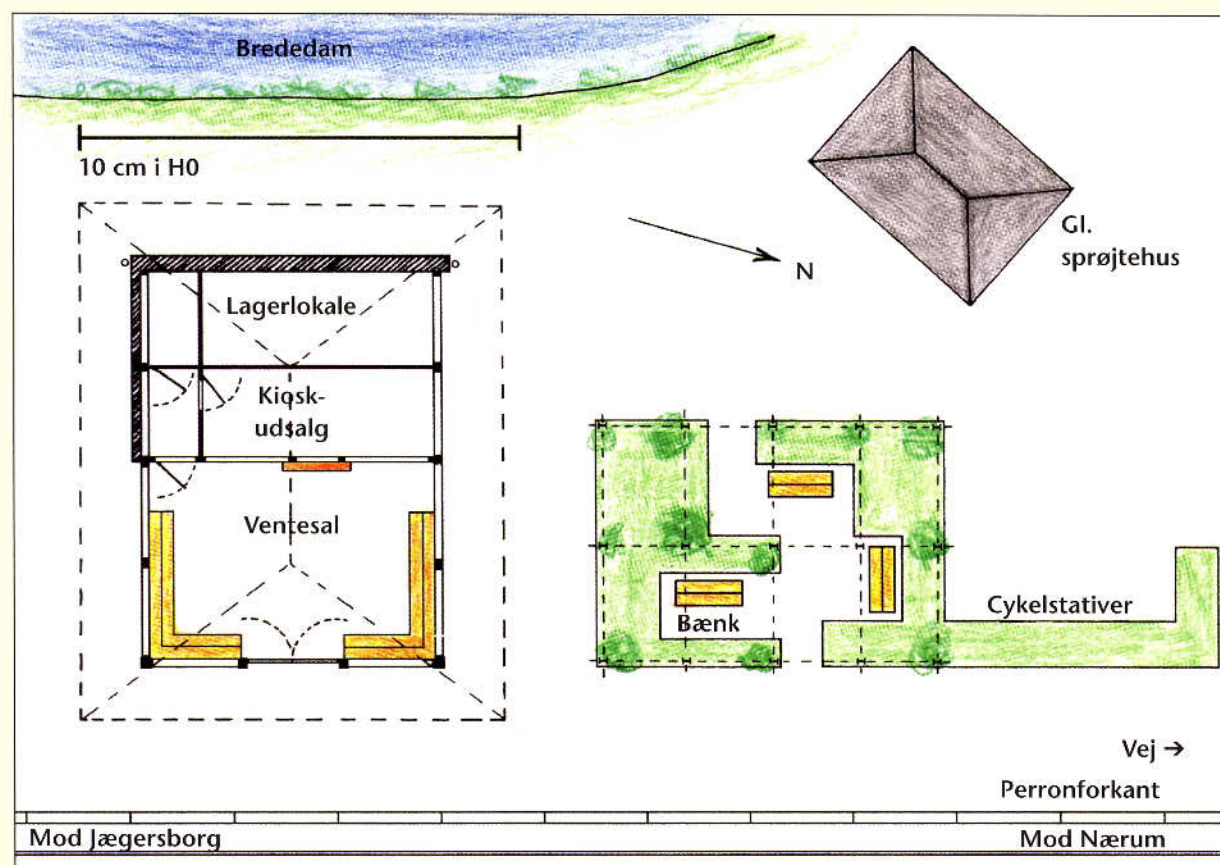 Brededam
10 cm i H0
N
Gl.
sprøjtehus
Lagerlokale
Kiosk-
udsalg
Ventesal
Bænk
Cykelstativer
Vej →
Perronforkant
Mod Jægersborg
Mod Nærum